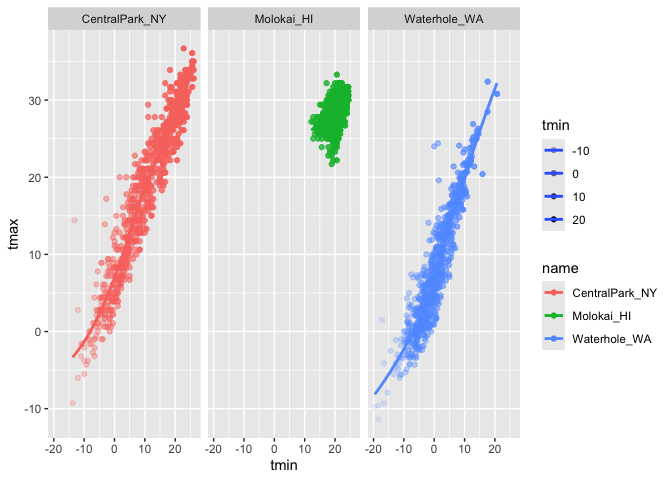 CentralPark_NY Molokai_HI Waterhole_WA
30
20
10
0
-10
tmax
-20 -10 0 10 20 -20 -10 0 10 20 -20 -10 0 10 20
tmin
tmin
-10
0
10
20
name
CentralPark_NY
Molokai_HI
Waterhole_WA